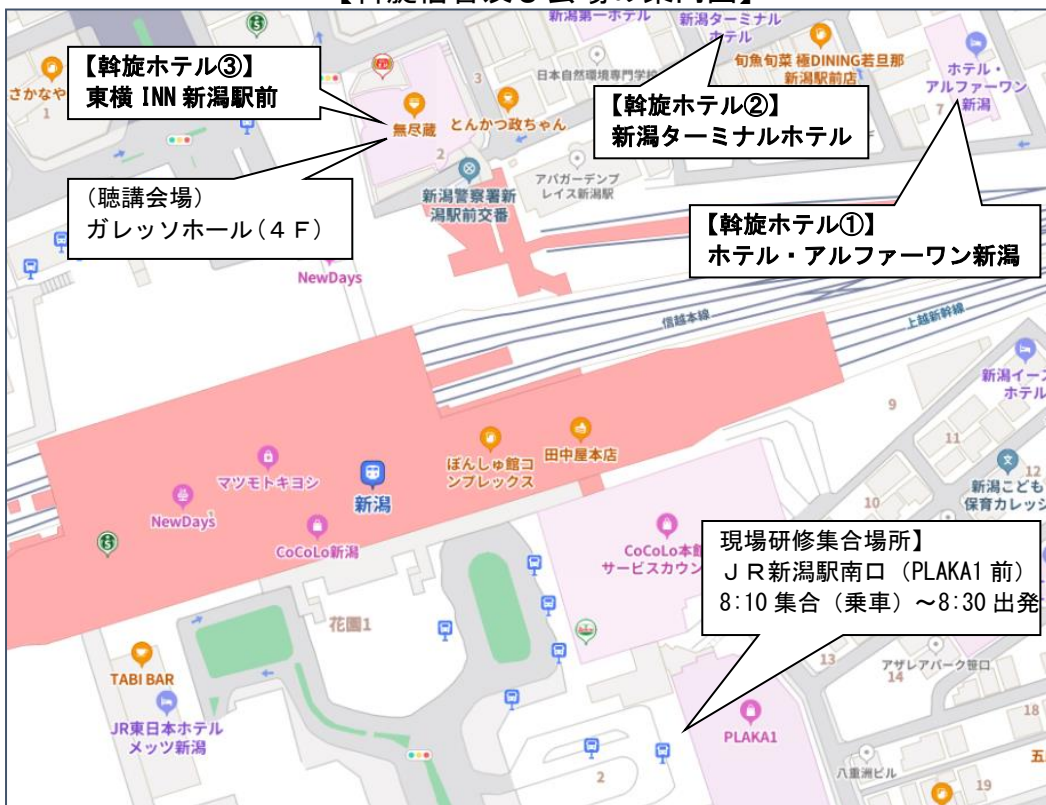 新潟第一ホテル
新潟ターミナル
ホテル
日本自然環境専門学校
3
旬魚旬菜 極DINING若旦那
新潟駅前店
ホテル・
アルファーワン
新潟
7
さかなや
1
【斡旋ホテル③】
東横 INN 新潟駅前
無尽蔵
とんかつ政ちゃん
2
【斡旋ホテル②】
新潟ターミナルホテル
(聴講会場)
ガレッソホール(4F)
新潟警察署新
潟駅前交番
アパガーデンプ
レイス新潟駅
【斡旋ホテル①】
ホテル・アルファーワン新潟
NewDays
信越本線
上越新幹線
新潟イース
ホテル
9
11
12
10
マツモトキヨシ
新潟
NewDays
CoCoLo新潟
ぽんしゅ館コ
ンプレックス
田中屋本店
新潟こども
保育カレッジ
CoCoLo本館
サービスカウン
現場研修集合場所】
JR新潟駅南口(PLAKA1 前)
8:10 集合(乗車)~8:30 出発
花園1
TABI BAR
JR東日本ホテル
メッツ新潟
13
14
アザレアパーク笹口
PLAKA1
18
五
八重洲ビル
2
19